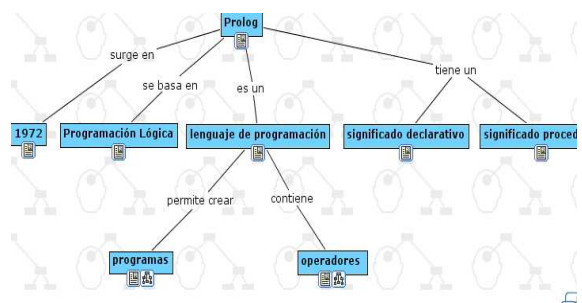 Prolog
surge en
se basa en
es un
tiene un
1972
Programación Lógica
lenguaje de programación
significado declarativo
significado proced
permite crear
contiene
programas
operadores